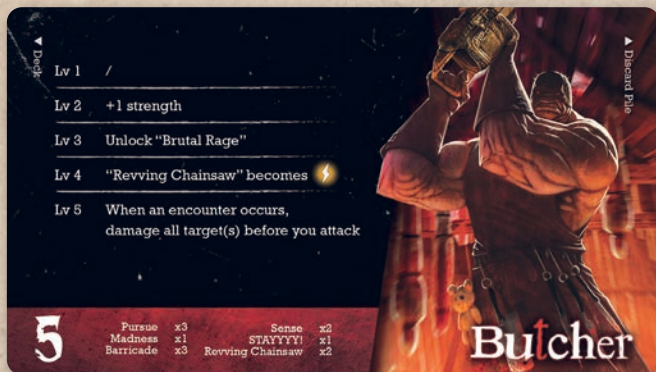 ◀ Deck
Lv 1 /
Lv 2 +1 strength
Lv 3 Unlock “Brutal Rage”
Lv 4 “Revving Chainsaw” becomes
Lv 5 When an encounter occurs,
damage all target(s) before you attack
5
Pursue x3
Madness x1
Barricade x3
Sense x2
STAYYYY! x1
Revving Chainsaw x2
◀ Discard Pile
Butcher